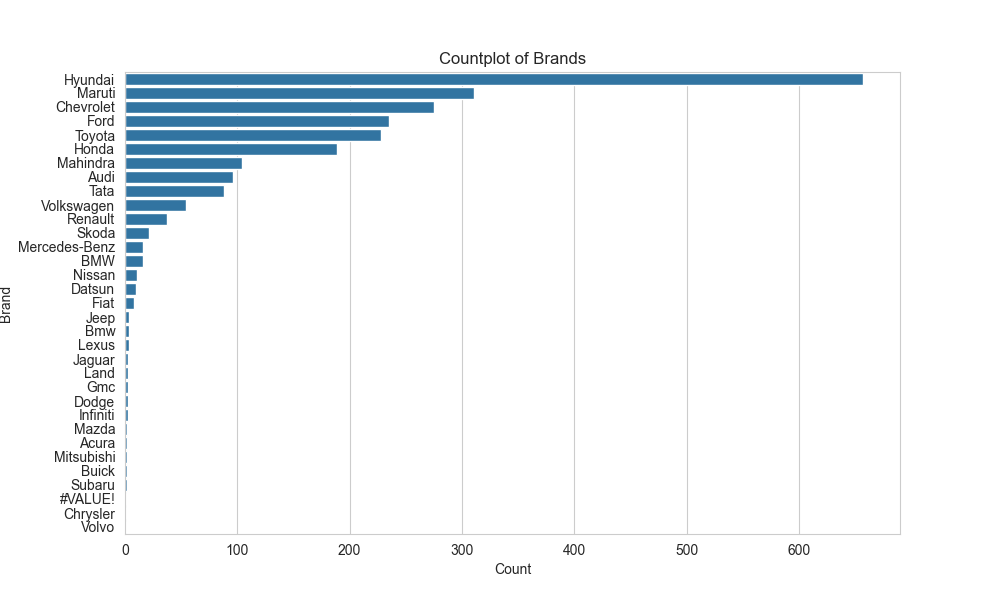 Countplot of Brands
Hyundai
Maruti
Chevrolet
Ford
Toyota
Honda
Mahindra
Audi
Tata
Volkswagen
Renault
Skoda
Mercedes-Benz
BMW
Nissan
Datsun
Fiat
Jeep
Bmw
Lexus
Jaguar
Land
Gmc
Dodge
Infiniti
Mazda
Acura
Mitsubishi
Buick
Subaru
#VALUE!
Chrysler
Volvo
Brand
0 100 200 300 400 500 600
Count